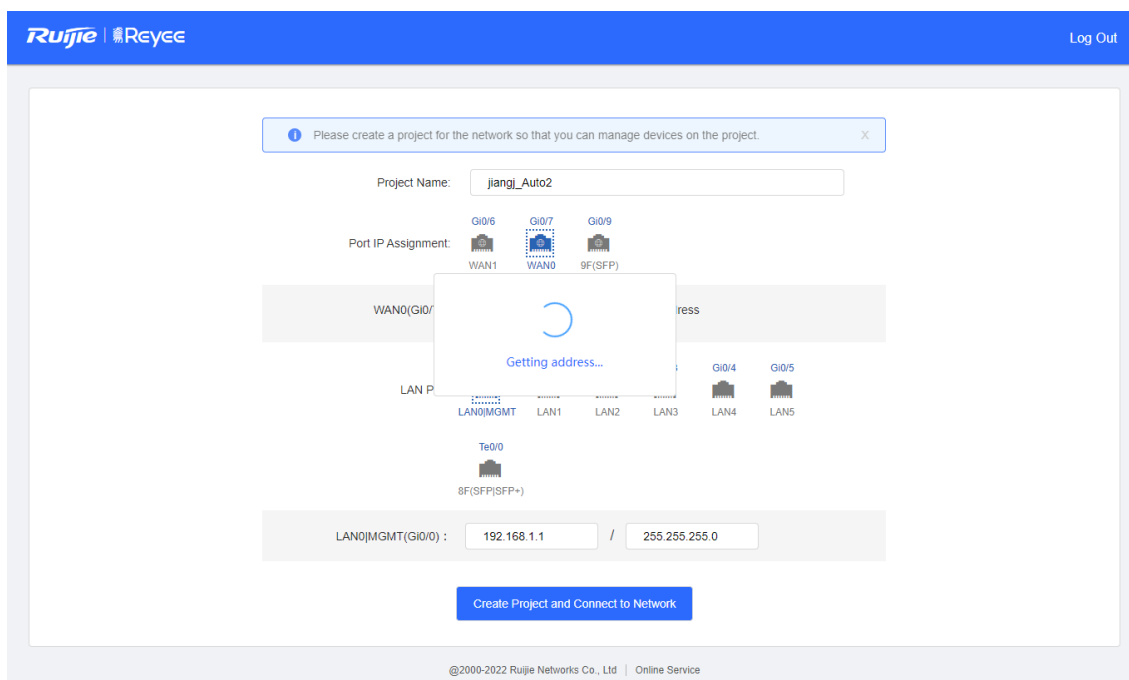 Ruijie | Reyee
Log Out
Please create a project for the network so that you can manage devices on the project. X
Project Name: jiangj_Auto2
Gi0/6 Gi0/7 Gi0/9
Port IP Assignment:
WAN1 WAN0 9F(SFP)
WAN0(Gi0/
Getting address...
Gi0/4 Gi0/5
LAN P
LAN0|MGMT LAN1 LAN2 LAN3 LAN4 LAN5
Te0/0
8F(SFP|SFP+)
LAN0|MGMT(Gi0/0) : 192.168.1.1 / 255.255.255.0
Create Project and Connect to Network
@2000-2022 Ruijie Networks Co., Ltd | Online Service